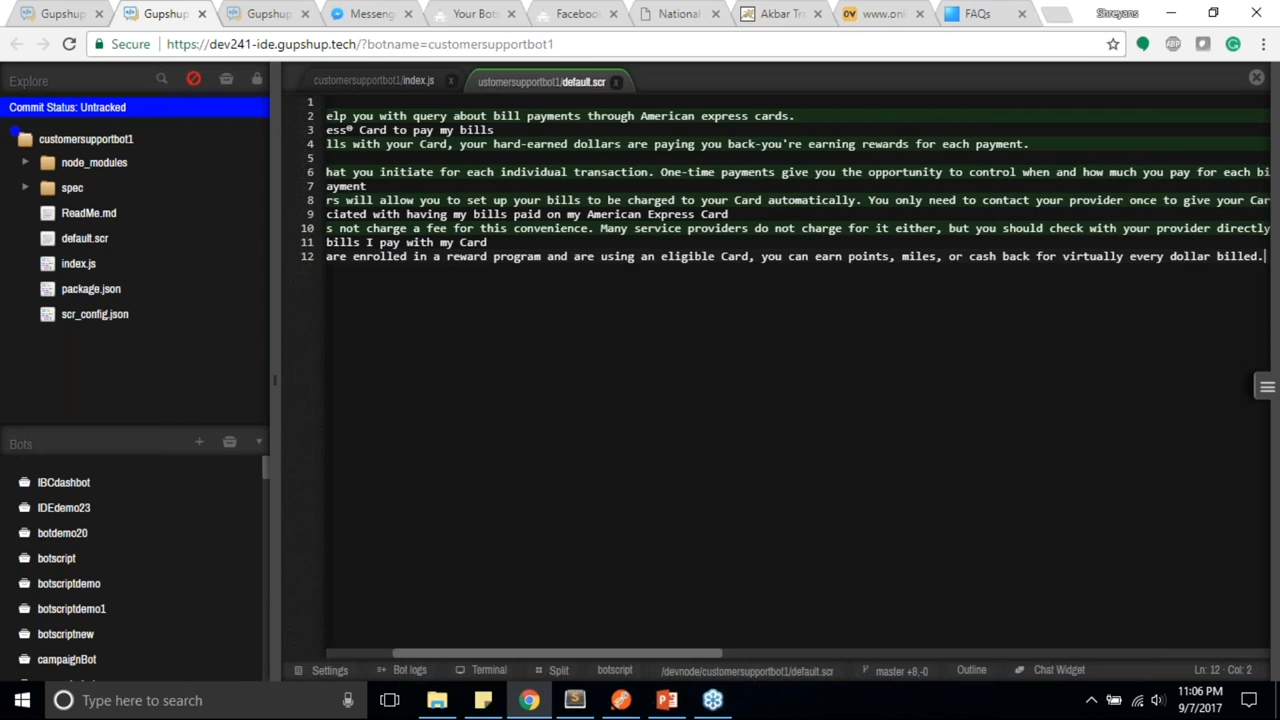 Gupshup
Gupshup
Gupshup
Messeng
Your Bots
Facebook
National
Akbar Tra
www.onl
FAQs
Shreyans
Secure
https://dev241-ide.gupshup.tech/?botname=customersupportbot1
ABP
Explore
Commit Status: Untracked
customersupportbot1
node_modules
spec
ReadMe.md
default.scr
index.js
package.json
scr_config.json
Bots
IBCdashbot
IDEdemo23
botdemo20
botscript
botscriptdemo
botscriptdemo1
botscriptnew
campaignBot
customersupportbot1/index.js x
ustomersupportbot1/default.scr x
1
2 elp you with query about bill payments through American express cards.
3 ess® Card to pay my bills
4 lls with your Card, your hard-earned dollars are paying you back-you're earning rewards for each payment.
5
6 hat you initiate for each individual transaction. One-time payments give you the opportunity to control when and how much you pay for each bi
7 ayment
8 rs will allow you to set up your bills to be charged to your Card automatically. You only need to contact your provider once to give your Car
9 ciated with having my bills paid on my American Express Card
10 s not charge a fee for this convenience. Many service providers do not charge for it either, but you should check with your provider directly
11 bills I pay with my Card
12 are enrolled in a reward program and are using an eligible Card, you can earn points, miles, or cash back for virtually every dollar billed.
Settings
Bot logs
Terminal
Split
botscript
/devnode/customersupportbot1/default.scr
master +8,-0
Outline
Chat Widget
Ln: 12 - Col: 2
Type here to search
11:06 PM
9/7/2017